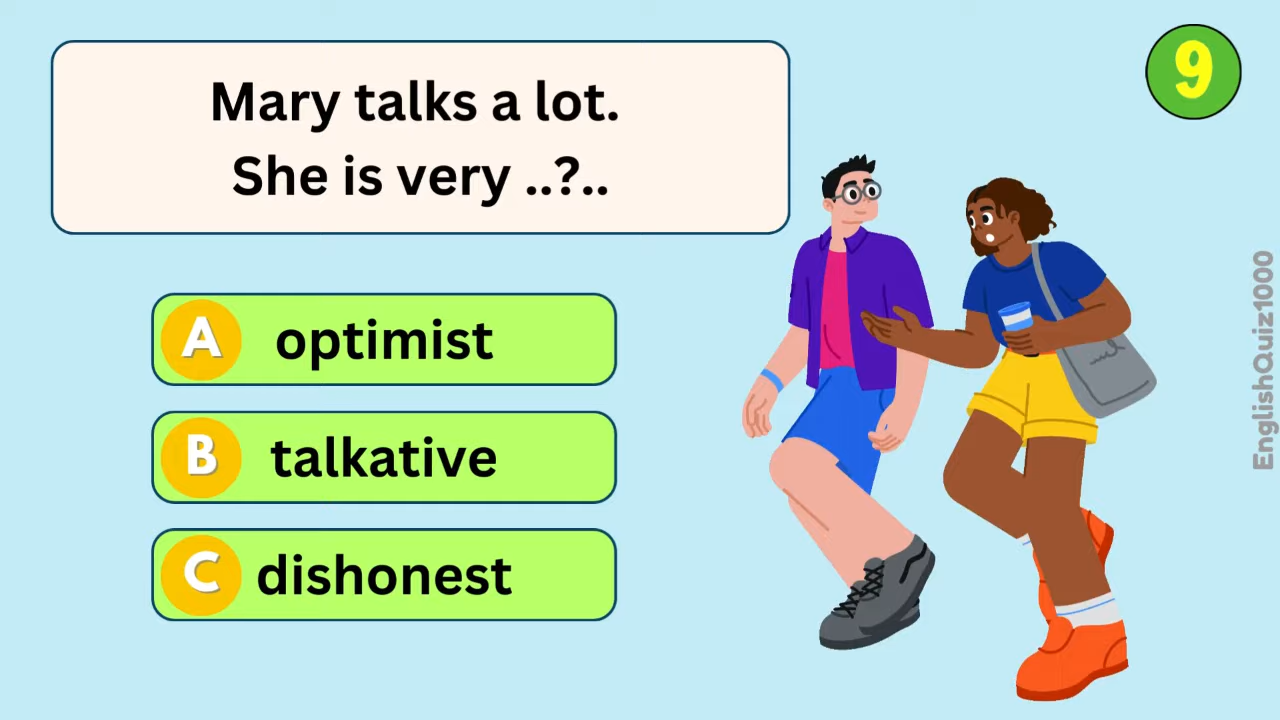 9
Mary talks a lot.
She is very ..?..
A optimist
B talkative
C dishonest
EnglishQuiz1000